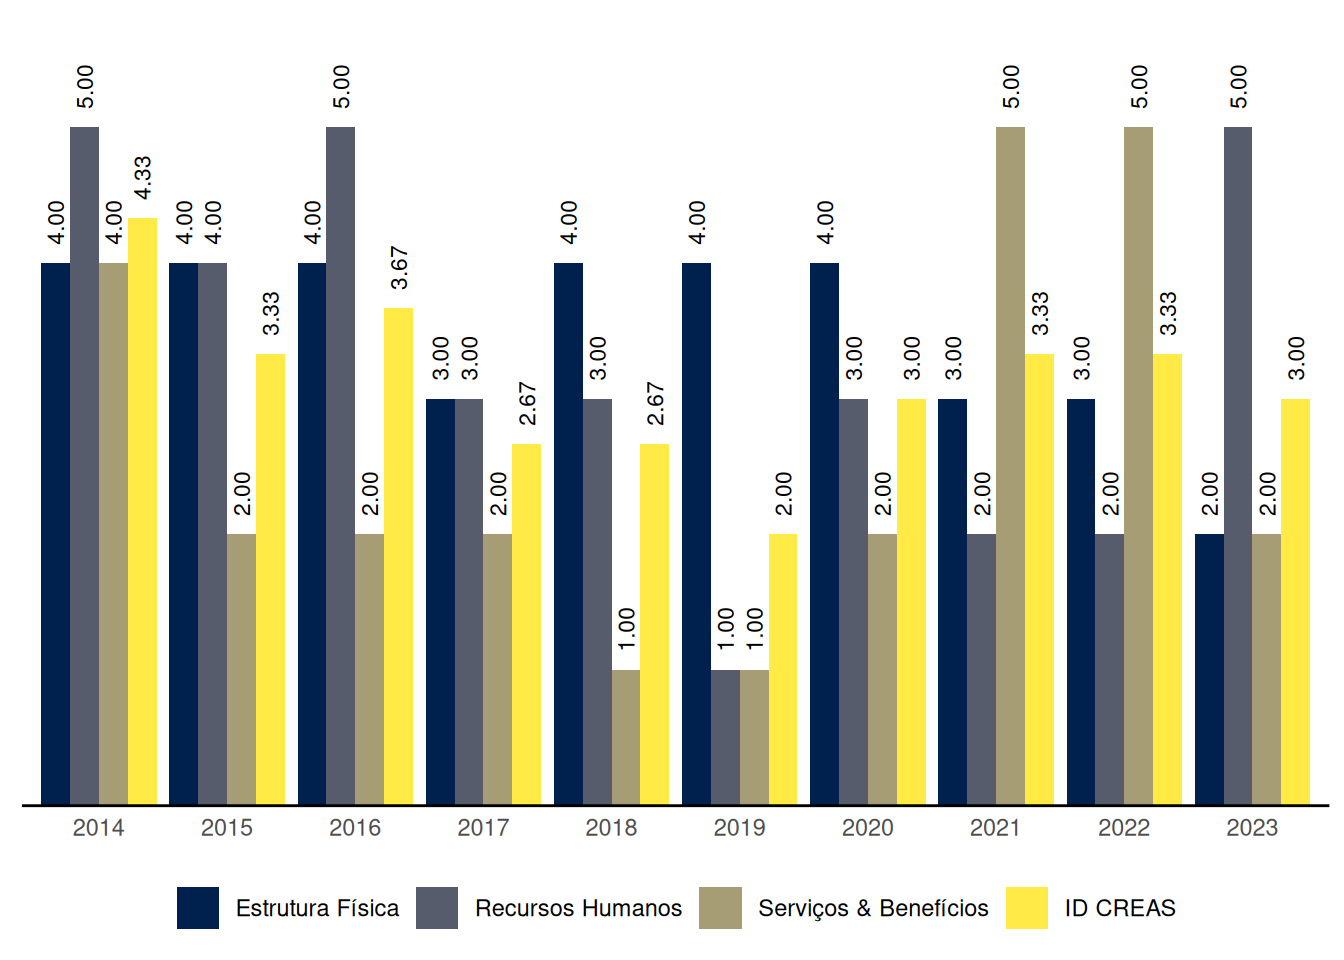 4.00 5.00 4.00 4.33 4.00 4.00 2.00 3.33 4.00 5.00 2.00 3.67 3.00 3.00 2.00 2.67 4.00 3.00 1.00 2.67 4.00 1.00 1.00 2.00 4.00 3.00 2.00 3.00 3.00 2.00 5.00 3.33 3.00 2.00 5.00 3.33 2.00 5.00 2.00 3.00
2014 2015 2016 2017 2018 2019 2020 2021 2022 2023
Estrutura Física Recursos Humanos Serviços & Benefícios ID CREAS